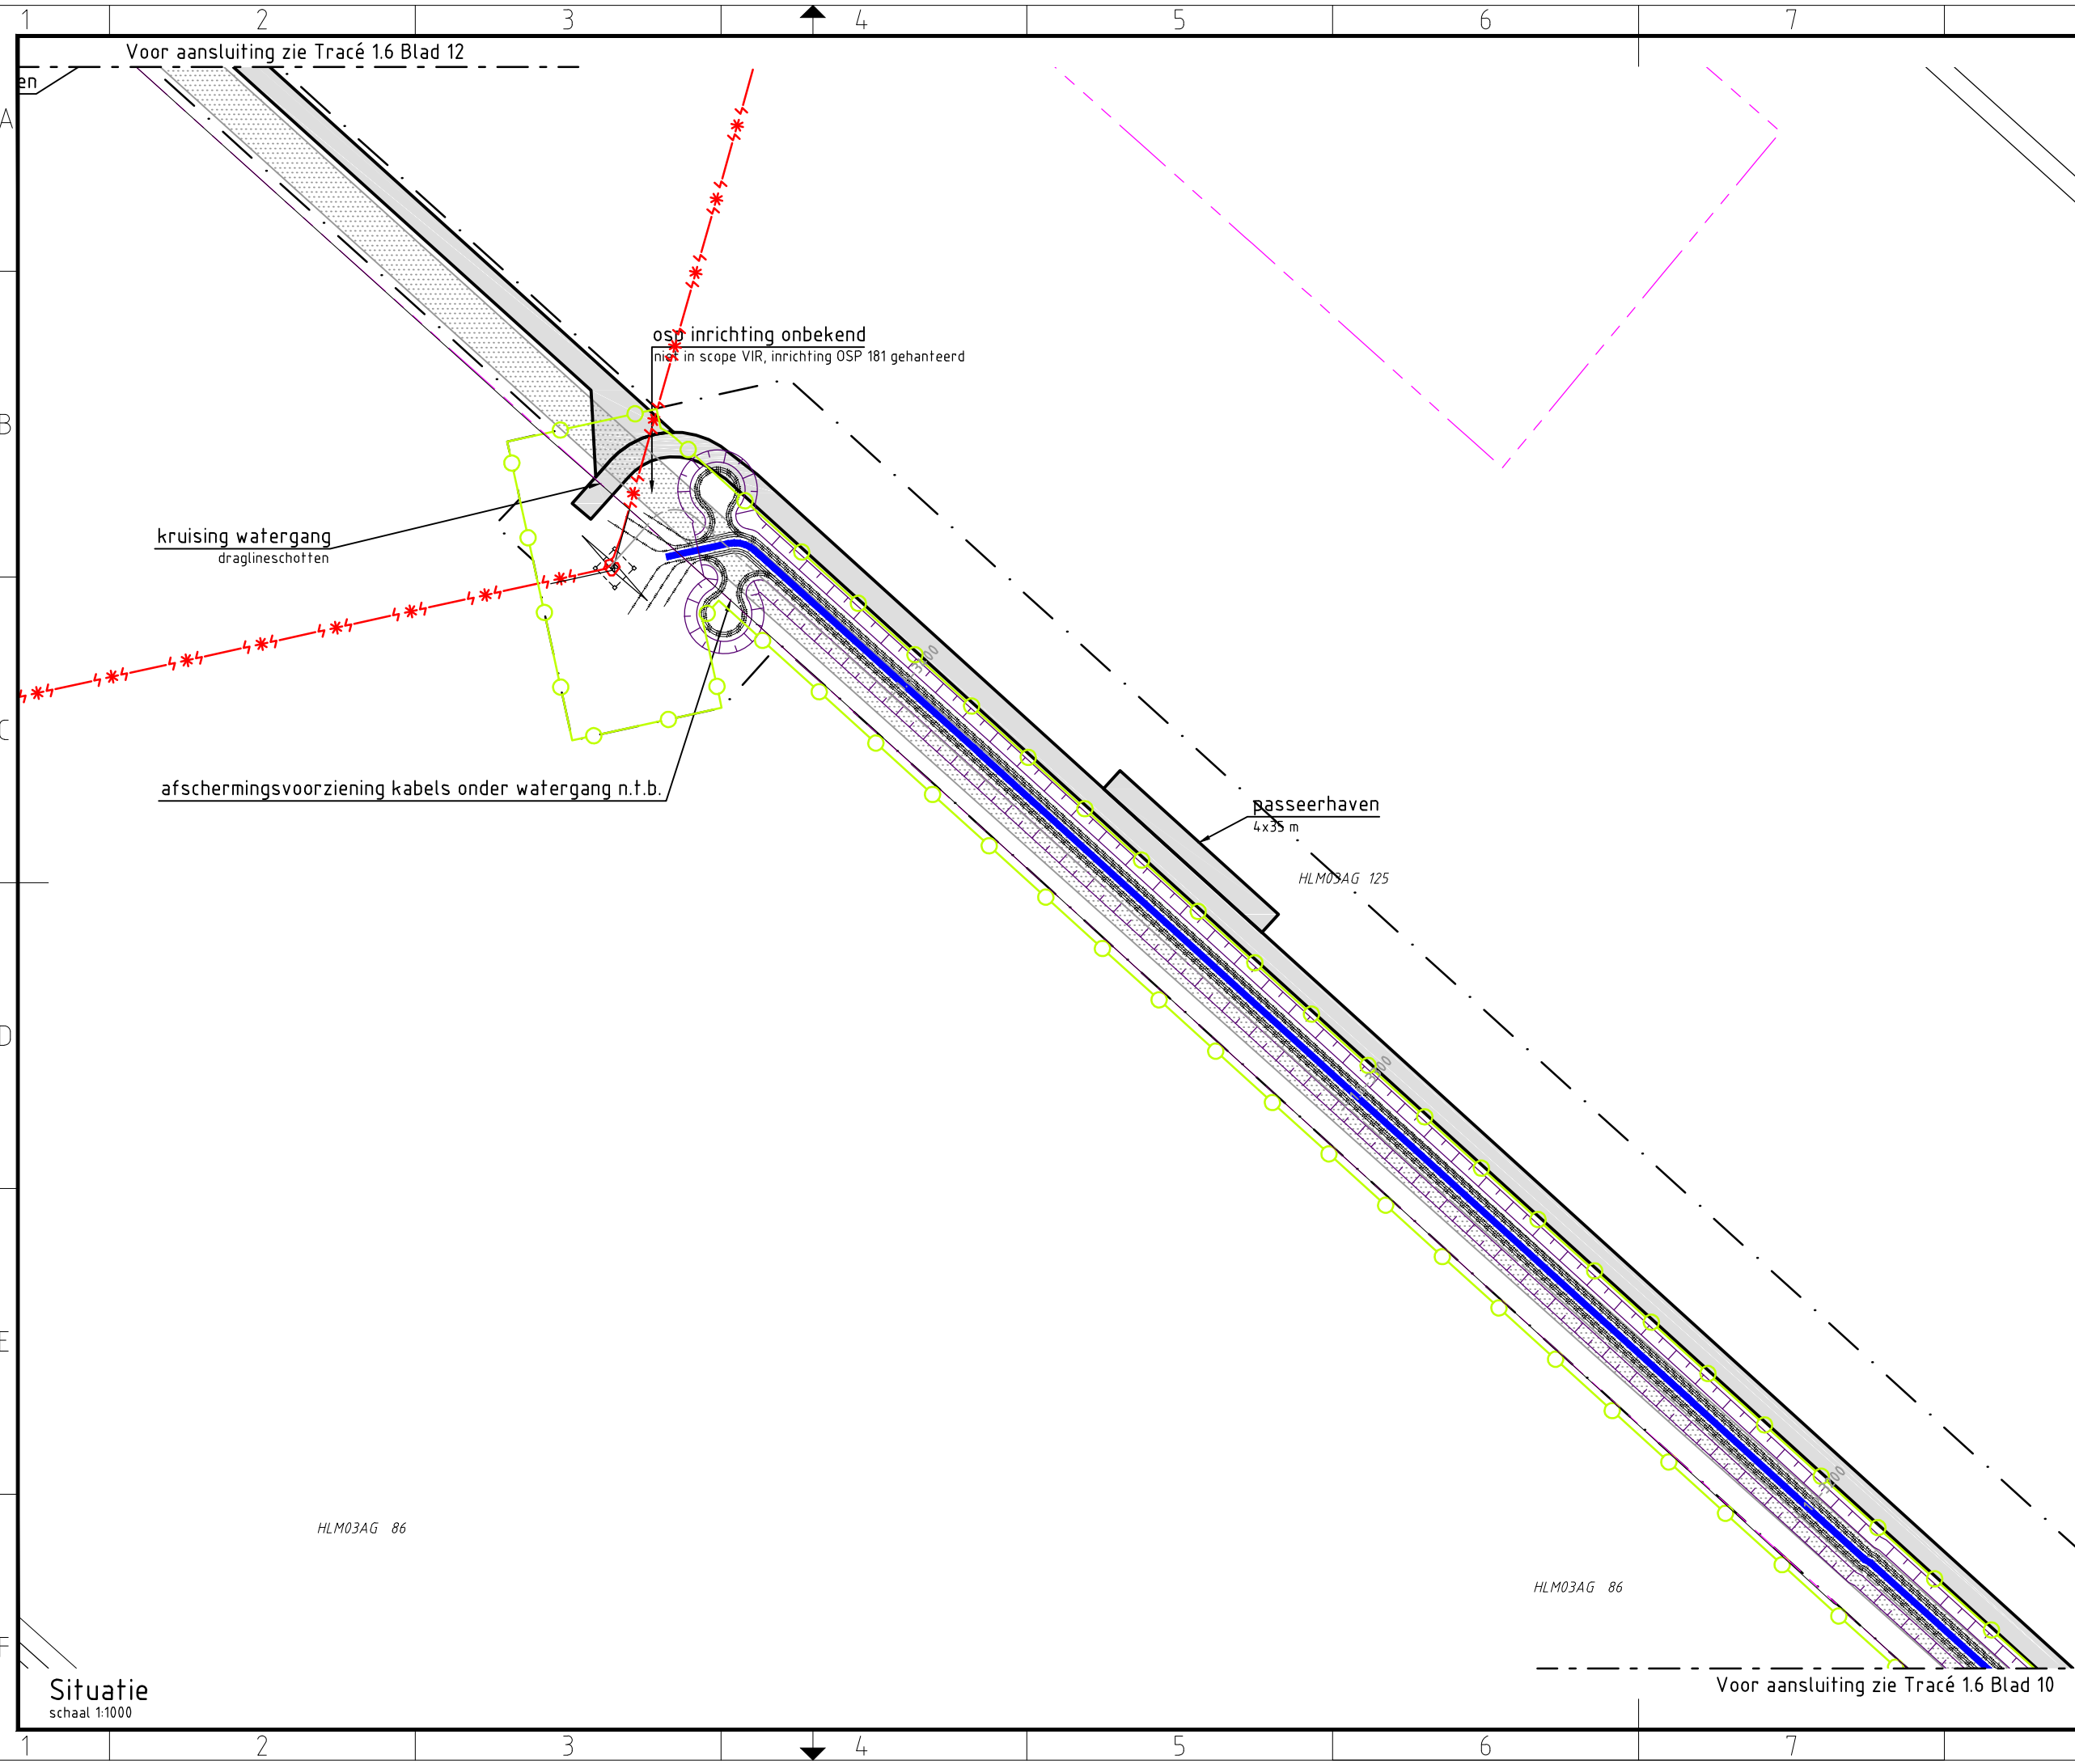 1 2 3 4 5 6 7
Voor aansluiting zie Tracé 1.6 Blad 12
en
A
osp inrichting onbekend
niet in scope VIR, inrichting OSP 181 gehanteerd
B
kruising watergang
draglineschotten
C
afschermingsvoorziening kabels onder watergang n.t.b.
passeerhaven
4x35 m
HLM03AG 125
D
E
HLM03AG 86
HLM03AG 86
F
Situatie
schaal 1:1000
Voor aansluiting zie Tracé 1.6 Blad 10
1 2 3 4 5 6 7